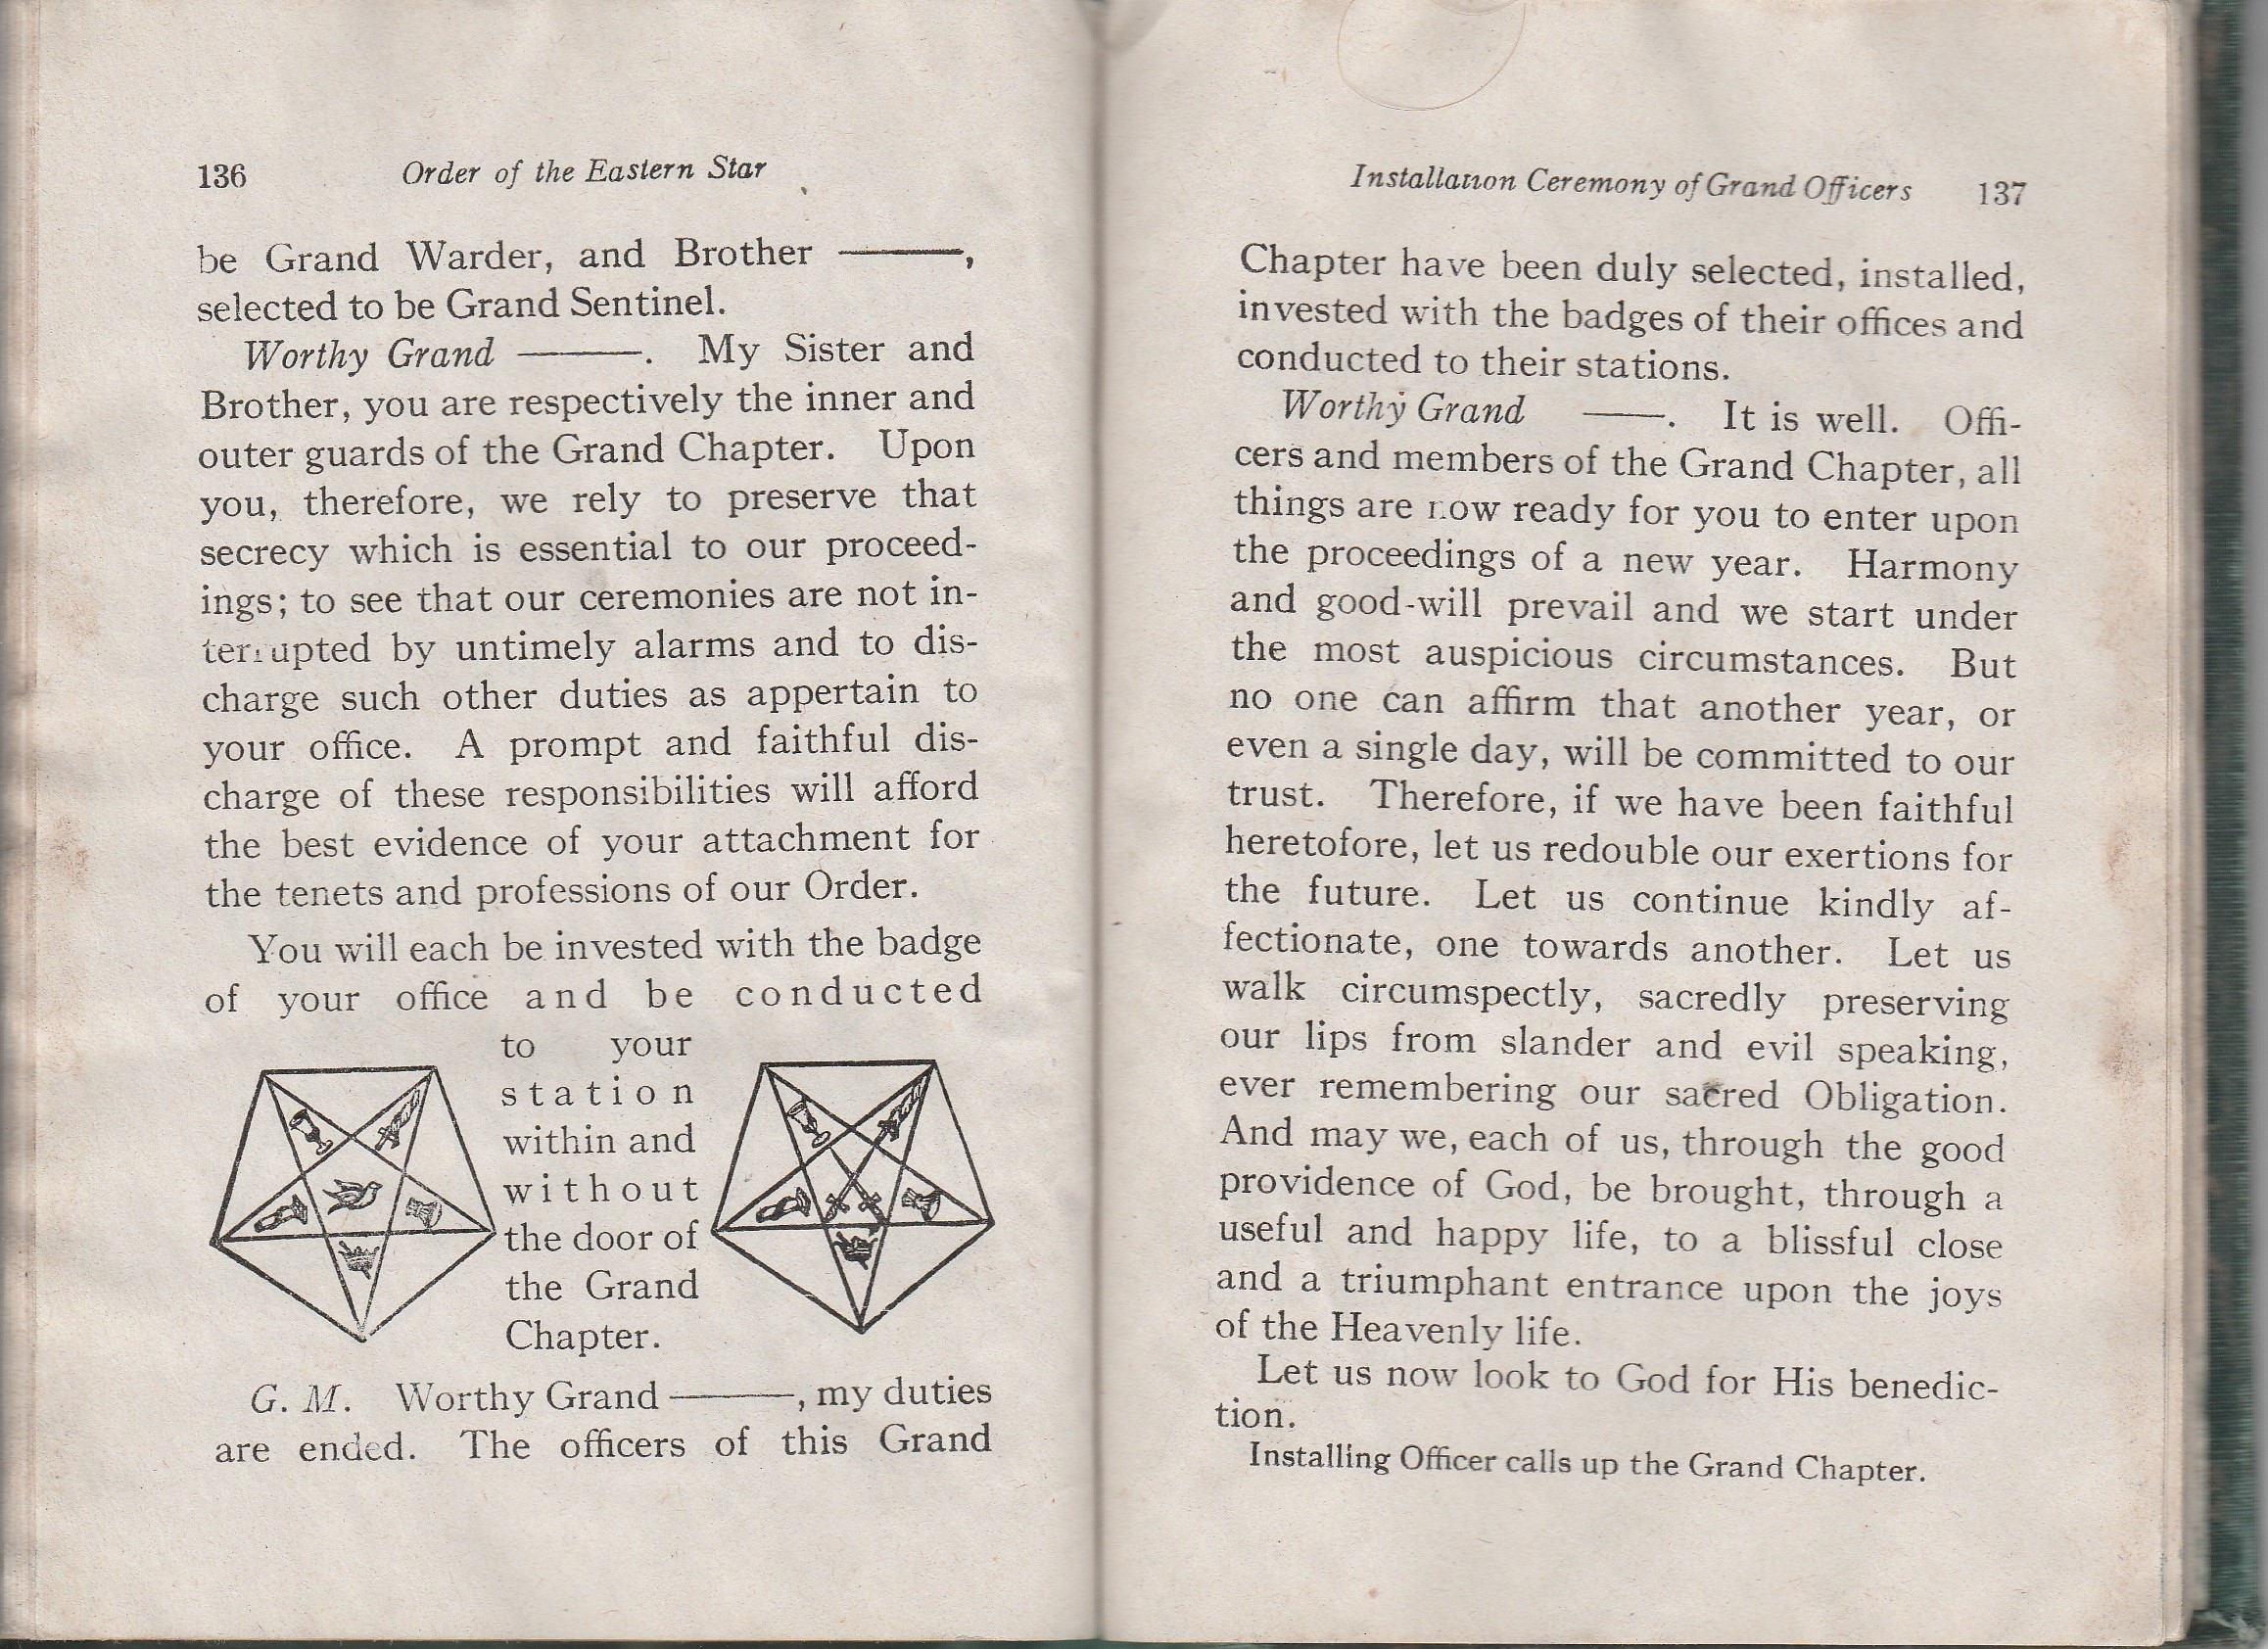 136 Order of the Eastern Star
be Grand Warder, and Brother ———,
selected to be Grand Sentinel.
Worthy Grand ———. My Sister and
Brother, you are respectively the inner and
outer guards of the Grand Chapter. Upon
you, therefore, we rely to preserve that
secrecy which is essential to our proceed-
ings; to see that our ceremonies are not in-
terrupted by untimely alarms and to dis-
charge such other duties as appertain to
your office. A prompt and faithful dis-
charge of these responsibilities will afford
the best evidence of your attachment for
the tenets and professions of our Order.
You will each be invested with the badge
of your office and be conducted
to your
station
within and
without
the door of
the Grand
Chapter.
G. M. Worthy Grand ———, my duties
are ended. The officers of this Grand
Installation Ceremony of Grand Officers 137
Chapter have been duly selected, installed,
invested with the badges of their offices and
conducted to their stations.
Worthy Grand ——. It is well. Offi-
cers and members of the Grand Chapter, all
things are now ready for you to enter upon
the proceedings of a new year. Harmony
and good-will prevail and we start under
the most auspicious circumstances. But
no one can affirm that another year, or
even a single day, will be committed to our
trust. Therefore, if we have been faithful
heretofore, let us redouble our exertions for
the future. Let us continue kindly af-
fectionate, one towards another. Let us
walk circumspectly, sacredly preserving
our lips from slander and evil speaking,
ever remembering our sacred Obligation.
And may we, each of us, through the good
providence of God, be brought, through a
useful and happy life, to a blissful close
and a triumphant entrance upon the joys
of the Heavenly life.
Let us now look to God for His benedic-
tion.
Installing Officer calls up the Grand Chapter.